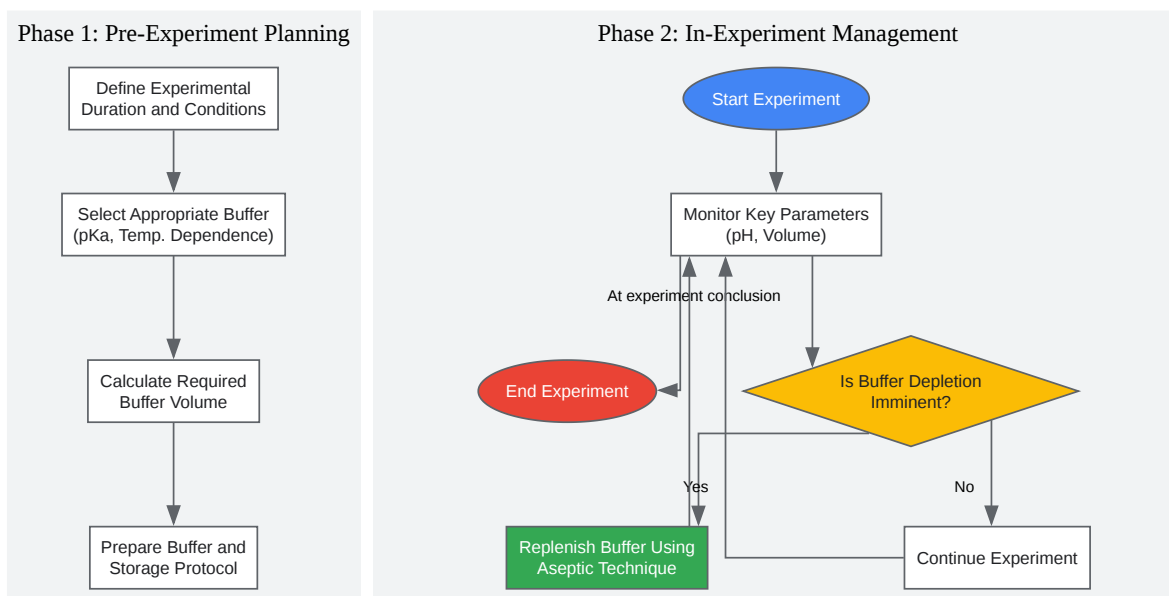 Phase 1: Pre-Experiment Planning
Define Experimental
Duration and Conditions
Select Appropriate Buffer
(pKa, Temp. Dependence)
Calculate Required
Buffer Volume
Prepare Buffer and
Storage Protocol
Phase 2: In-Experiment Management
Start Experiment
Monitor Key Parameters
(pH, Volume)
At experiment conclusion
End Experiment
Is Buffer Depletion
Imminent?
Yes
No
Replenish Buffer Using
Aseptic Technique
Continue Experiment